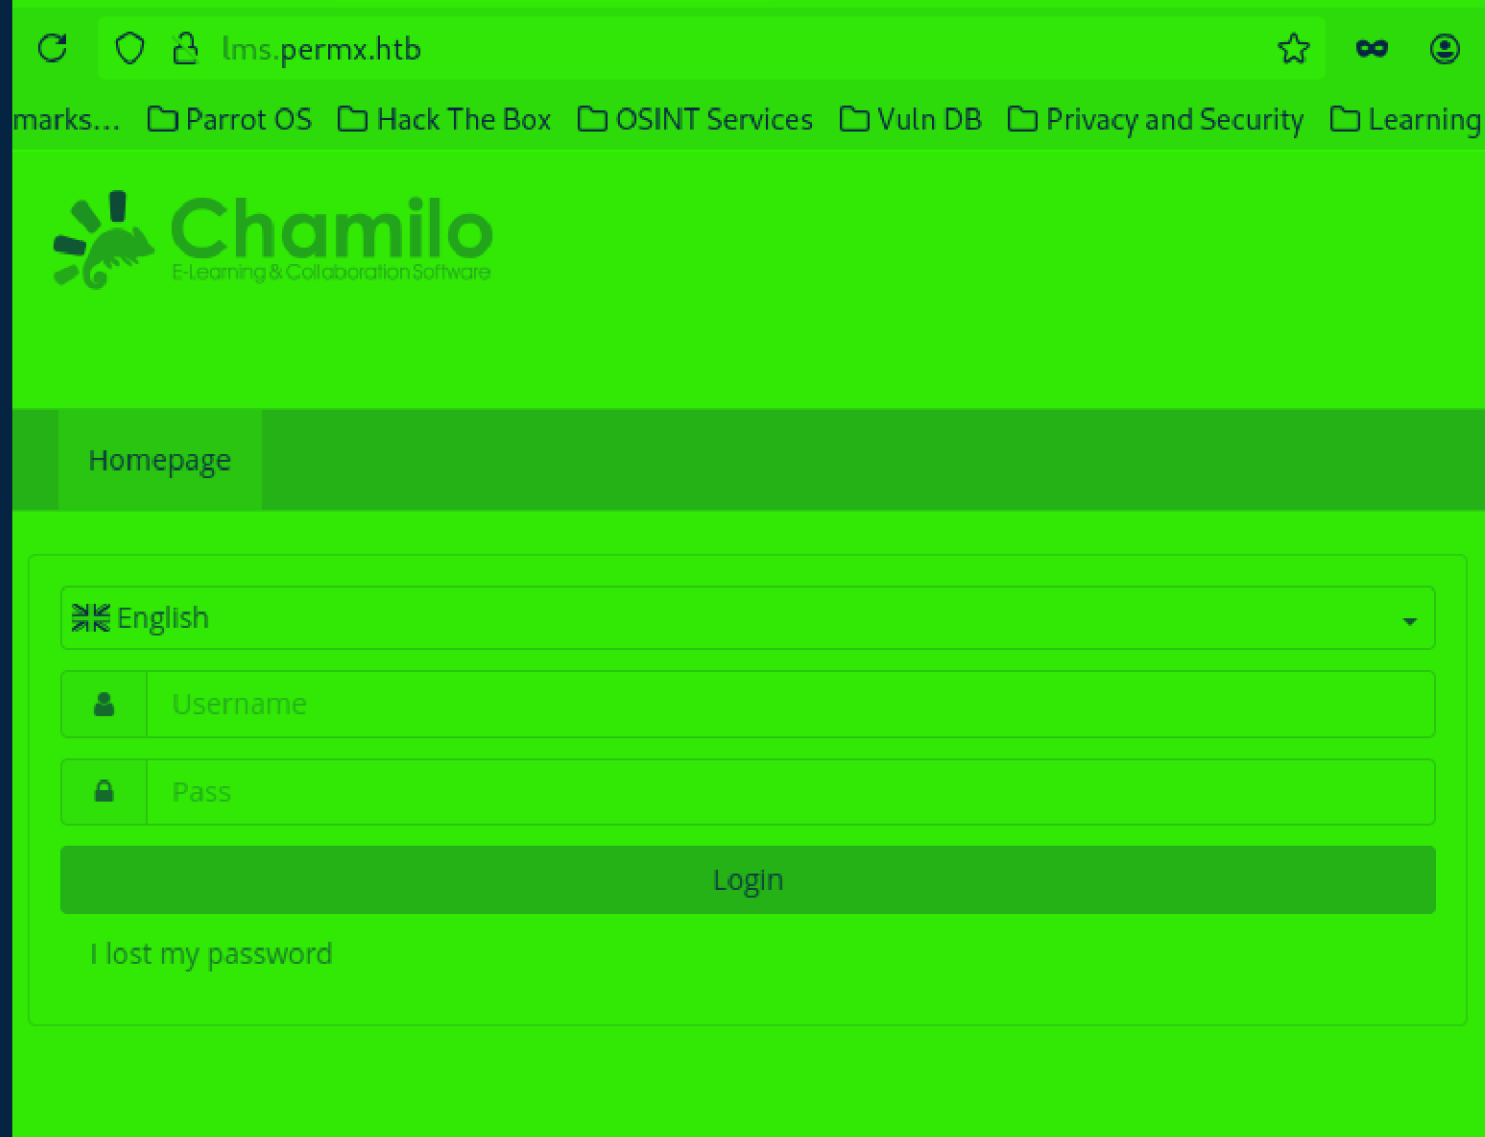 lms.permx.htb
marks... Parrot OS Hack The Box OSINT Services Vuln DB Privacy and Security Learning
Chamilo
E-Learning & Collaboration Software
Homepage
English
Username
Pass
Login
I lost my password